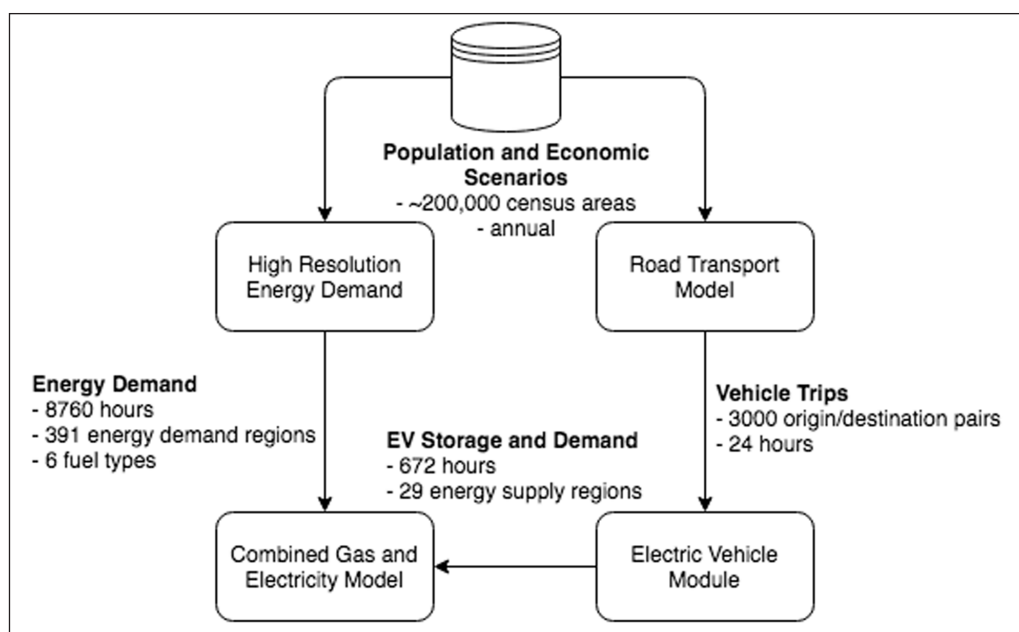 Population and Economic
Scenarios
- ~200,000 census areas
- annual
High Resolution
Energy Demand
Road Transport
Model
Energy Demand
- 8760 hours
- 391 energy demand regions
- 6 fuel types
Vehicle Trips
- 3000 origin/destination pairs
- 24 hours
EV Storage and Demand
- 672 hours
- 29 energy supply regions
Combined Gas and
Electricity Model
Electric Vehicle
Module